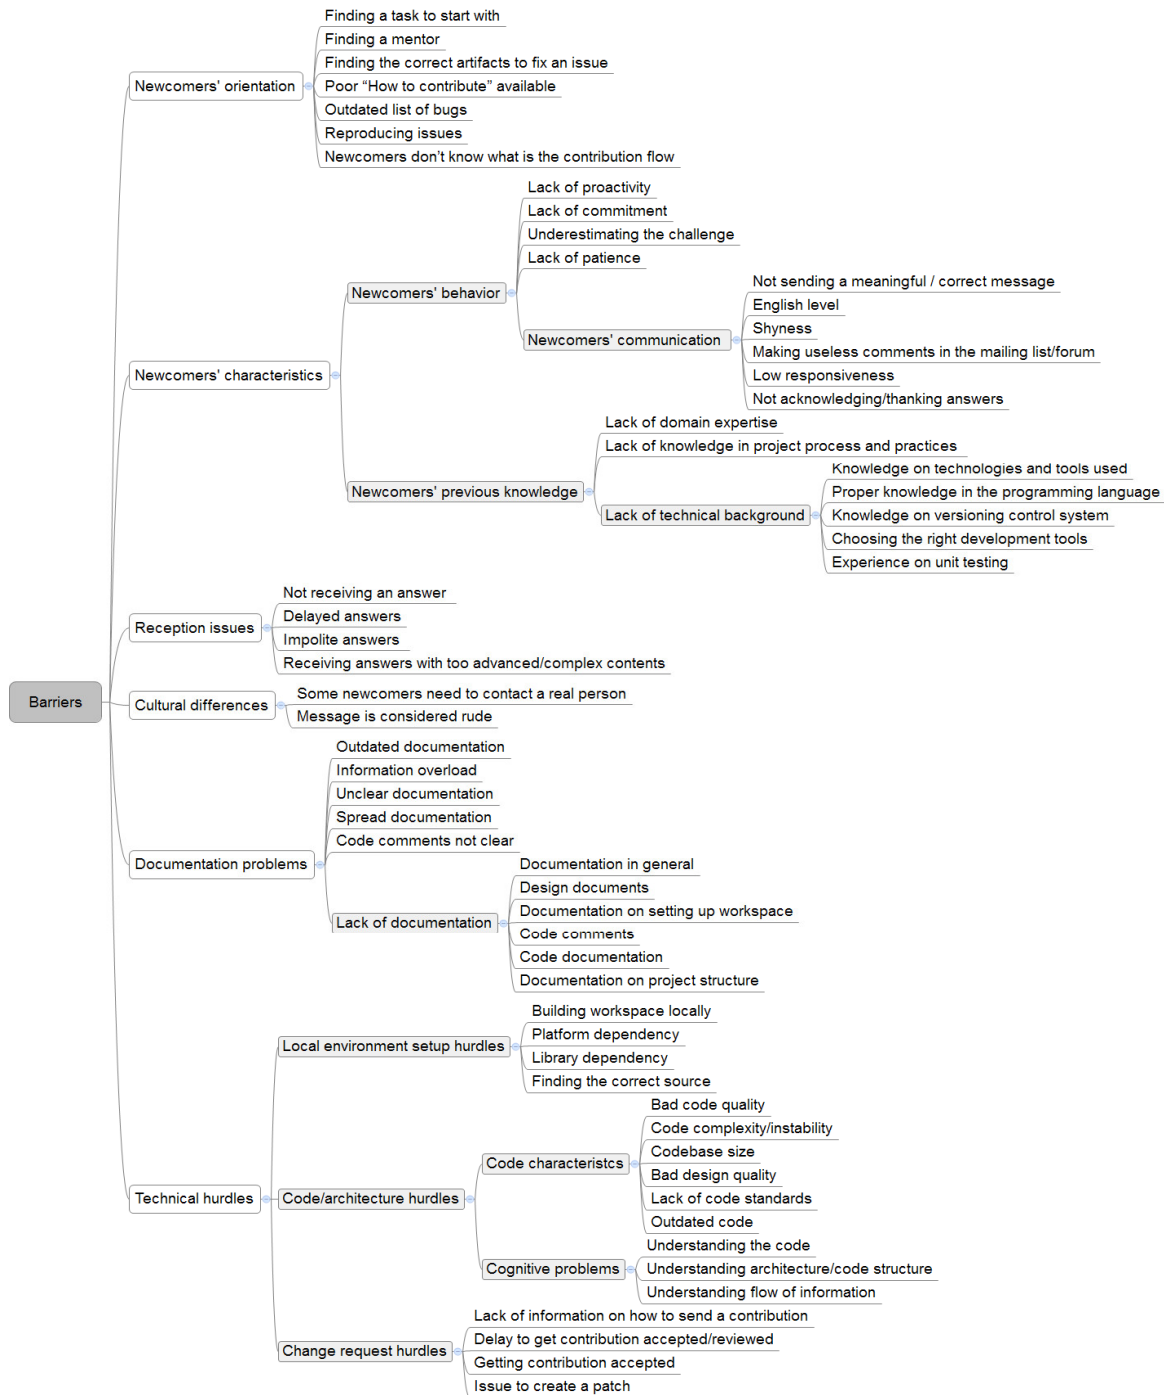 Finding a task to start with
Finding a mentor
Finding the correct artifacts to fix an issue
Newcomers' orientation
Poor “How to contribute” available
Outdated list of bugs
Reproducing issues
Newcomers don’t know what is the contribution flow
Lack of proactivity
Lack of commitment
Underestimating the challenge
Lack of patience
Newcomers' behavior
Not sending a meaningful / correct message
English level
Shyness
Newcomers' communication
Making useless comments in the mailing list/forum
Low responsiveness
Not acknowledging/thanking answers
Newcomers' characteristics
Lack of domain expertise
Lack of knowledge in project process and practices
Newcomers' previous knowledge
Knowledge on technologies and tools used
Proper knowledge in the programming language
Lack of technical background
Knowledge on versioning control system
Choosing the right development tools
Experience on unit testing
Not receiving an answer
Delayed answers
Reception issues
Impolite answers
Receiving answers with too advanced/complex contents
Barriers
Some newcomers need to contact a real person
Cultural differences
Message is considered rude
Outdated documentation
Information overload
Unclear documentation
Spread documentation
Code comments not clear
Documentation problems
Documentation in general
Design documents
Documentation on setting up workspace
Lack of documentation
Code comments
Code documentation
Documentation on project structure
Building workspace locally
Platform dependency
Local environment setup hurdles
Library dependency
Finding the correct source
Bad code quality
Code complexity/instability
Codebase size
Code characteristcs
Bad design quality
Lack of code standards
Outdated code
Technical hurdles
Code/architecture hurdles
Understanding the code
Cognitive problems
Understanding architecture/code structure
Understanding flow of information
Lack of information on how to send a contribution
Delay to get contribution accepted/reviewed
Change request hurdles
Getting contribution accepted
Issue to create a patch